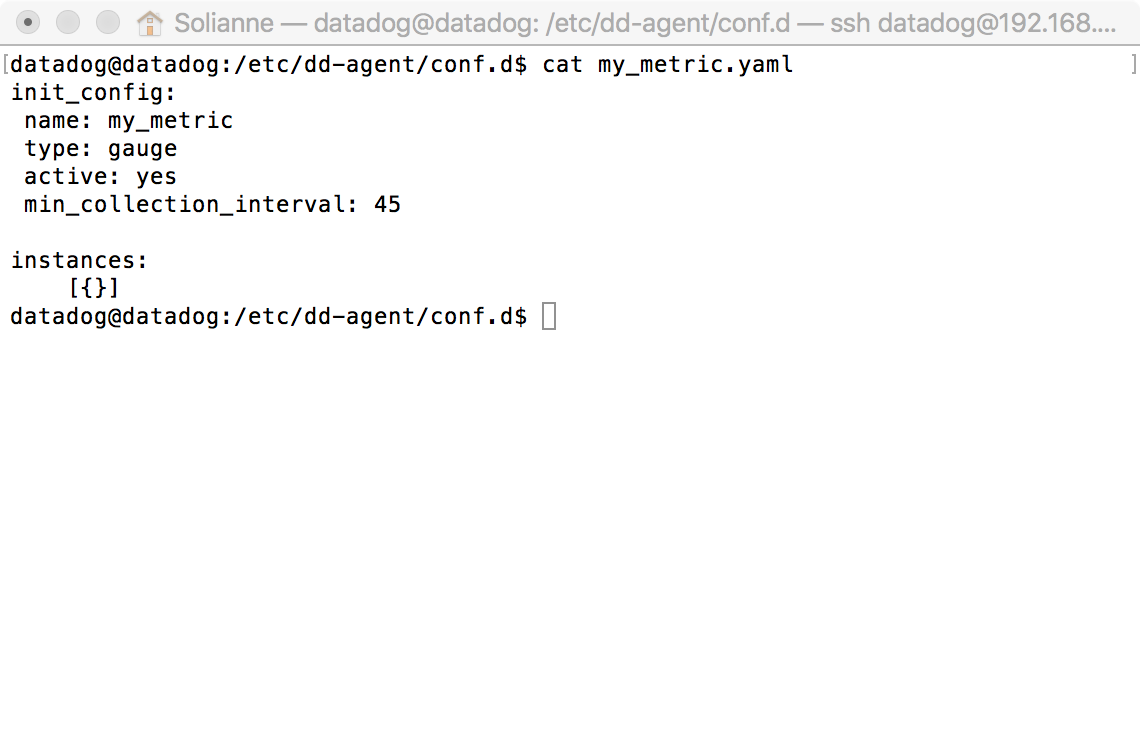 Solianne — datadog@datadog: /etc/dd-agent/conf.d — ssh datadog@192.168....
[datadog@datadog:/etc/dd-agent/conf.d$ cat my_metric.yaml ]
init_config:
 name: my_metric
 type: gauge
 active: yes
 min_collection_interval: 45

instances:
    [{}]
datadog@datadog:/etc/dd-agent/conf.d$